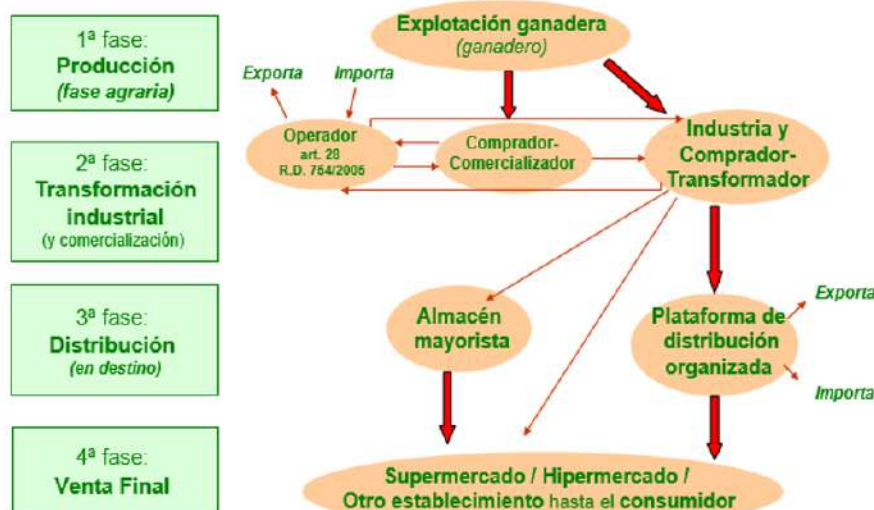 1ª fase:
Producción
(fase agraria)
2ª fase:
Transformación
industrial
(y comercialización)
3ª fase:
Distribución
(en destino)
4ª fase:
Venta Final
Explotación ganadera
(ganadero)
Exporta
Importa
Operador
art. 28
R.D. 754/2005
Comprador-
Comercializador
Industria y
Comprador-
Transformador
Almacén
mayorista
Plataforma de
distribución
organizada
Exporta
Importa
Supermercado / Hipermercado /
Otro establecimiento hasta el consumidor